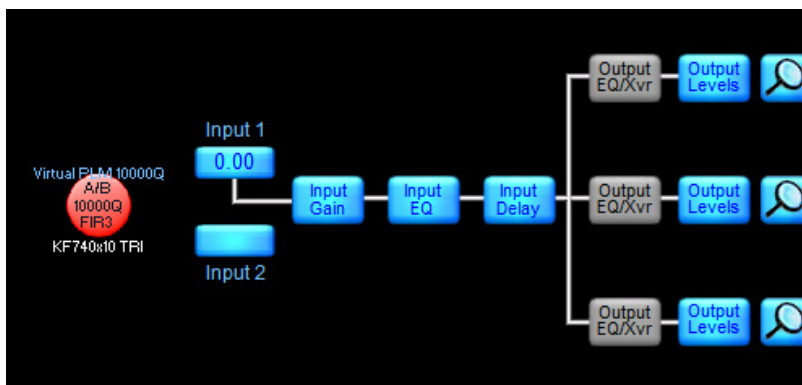 Virtual PLM 10000Q
A/B
10000Q
FIR3
KF740x10 TRI
Input 1
0.00
Input 2
Input
Gain
Input
EQ
Input
Delay
Output
EQ/Xvr
Output
Levels
Output
EQ/Xvr
Output
Levels
Output
EQ/Xvr
Output
Levels